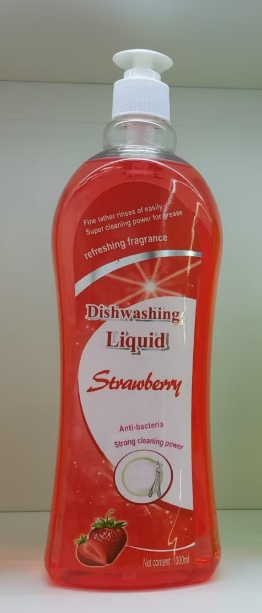 Fine lather rinses of easily
Super cleaning power for grease
refreshing fragrance
Dishwashing
Liquid
Strawberry
Anti-bacteria
Strong cleaning power
Net content